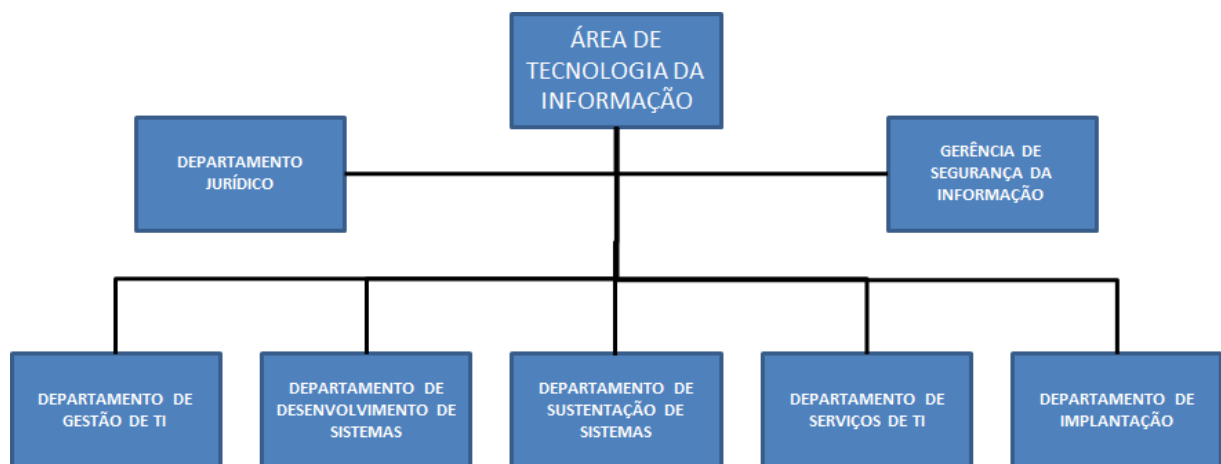 ÁREA DE
TECNOLOGIA DA
INFORMAÇÃO
DEPARTAMENTO
JURÍDICO
GERÊNCIA DE
SEGURANÇA DA
INFORMAÇÃO
DEPARTAMENTO DE
GESTÃO DE TI
DEPARTAMENTO DE
DESENVOLVIMENTO DE
SISTEMAS
DEPARTAMENTO DE
SUSTENTAÇÃO DE
SISTEMAS
DEPARTAMENTO DE
SERVIÇOS DE TI
DEPARTAMENTO DE
IMPLANTAÇÃO